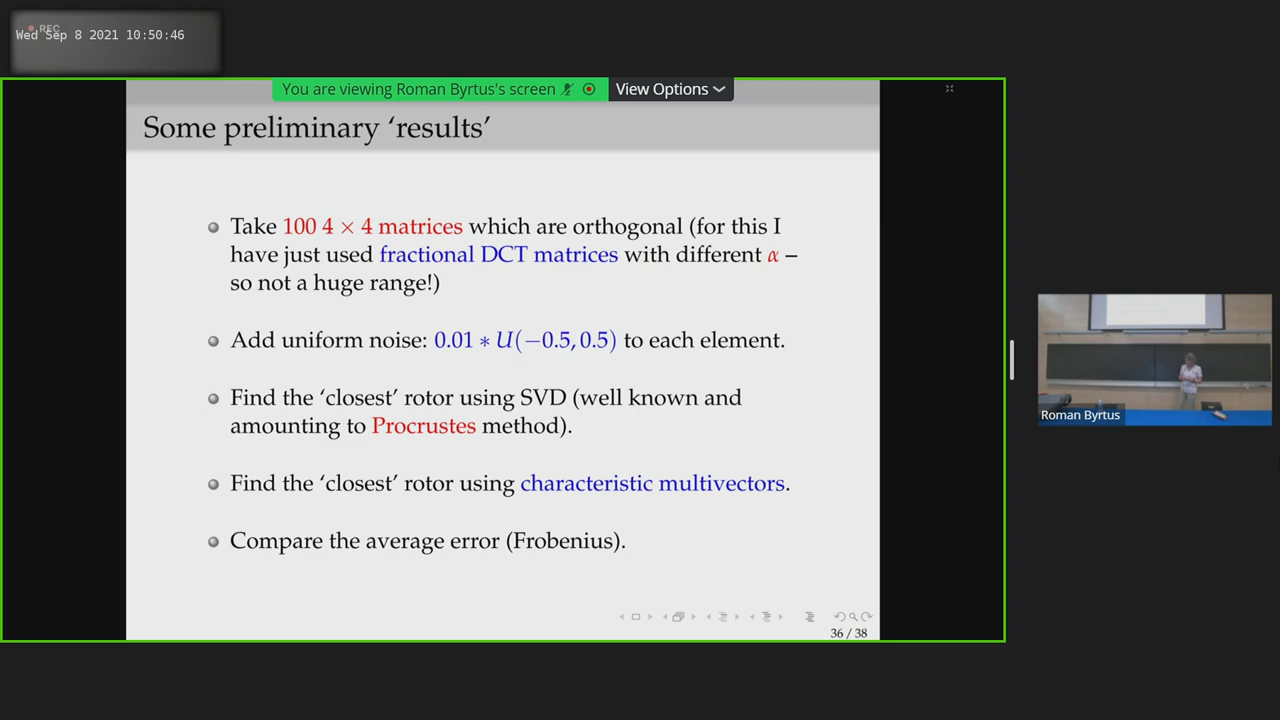 REC
Wed Sep 8 2021 10:50:46
You are viewing Roman Byrtus's screen
View Options
Some preliminary ‘results’
Take 100 4 × 4 matrices which are orthogonal (for this I
have just used fractional DCT matrices with different α –
so not a huge range!)
Add uniform noise: 0.01 ∗ U(−0.5, 0.5) to each element.
Find the ‘closest’ rotor using SVD (well known and
amounting to Procrustes method).
Find the ‘closest’ rotor using characteristic multivectors.
Compare the average error (Frobenius).
36 / 38
Roman Byrtus